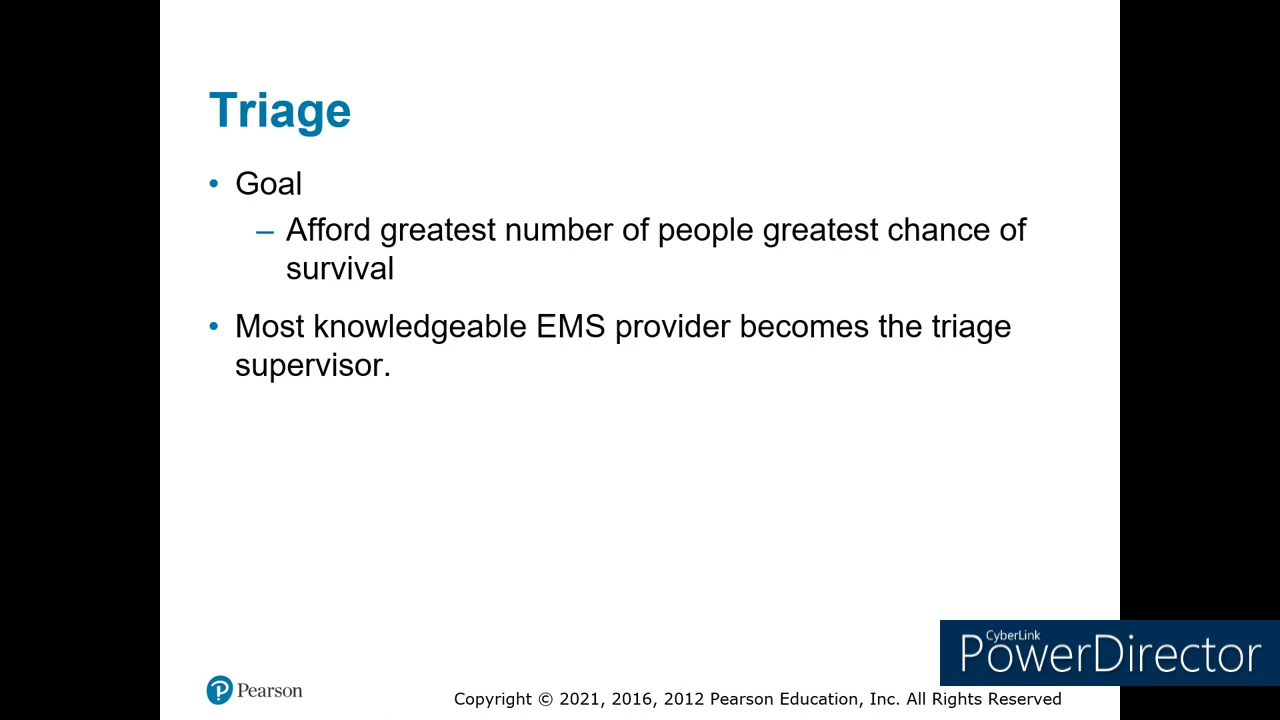 Triage
• Goal
– Afford greatest number of people greatest chance of
survival
• Most knowledgeable EMS provider becomes the triage
supervisor.
CyberLink
PowerDirector
Pearson
Copyright © 2021, 2016, 2012 Pearson Education, Inc. All Rights Reserved